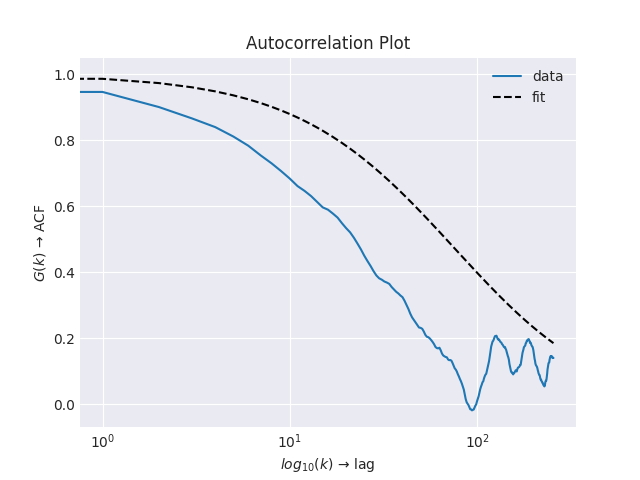 Autocorrelation Plot
data
fit
1.0
0.8
0.6
0.4
0.2
0.0
G(k) → ACF
10⁰
10¹
10²
log₁₀(k) → lag